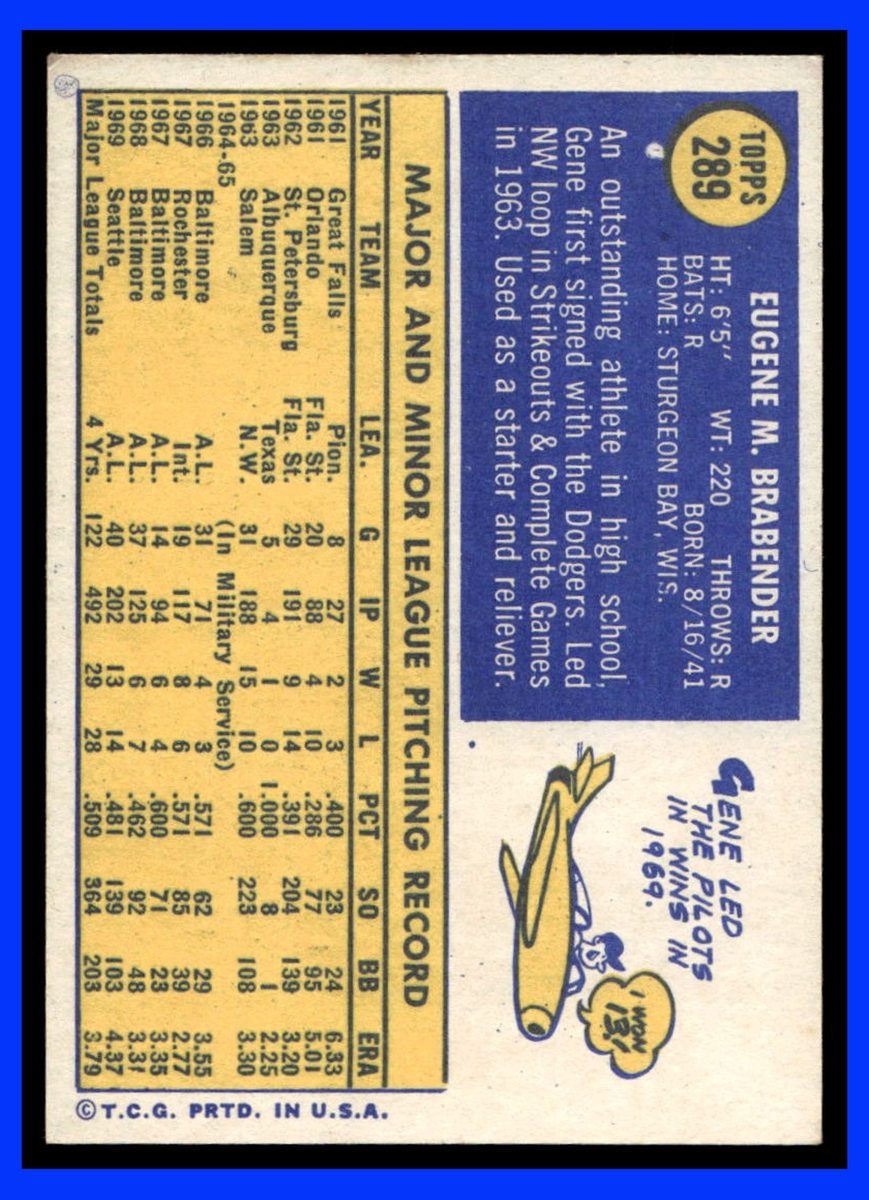 TOPPS
289
EUGENE M. BRABENDER
HT: 6'5" WT: 220 THROWS: R
BATS: R BORN: 8/16/41
HOME: STURGEON BAY, WIS.
An outstanding athlete in high school,
Gene first signed with the Dodgers. Led
NW loop in Strikeouts & Complete Games
in 1963. Used as a starter and reliever.
GENE LED
THE PILOTS
IN WINS IN
1969.
I WON
13!
MAJOR AND MINOR LEAGUE PITCHING RECORD
YEAR TEAM LEA. G IP W L PCT SO BB ERA
1961 Great Falls Pion. 8 27 2 3 .400 23 24 6.33
1961 Orlando Fla. St. 20 88 4 10 .286 77 95 5.01
1962 St. Petersburg Fla. St. 29 191 9 14 .391 204 139 3.20
1963 Albuquerque Texas 5 4 1 0 1.000 8 1 2.25
1963 Salem N.W. 31 188 15 10 .600 223 108 3.30
1964-65 (In Military Service)
1966 Baltimore A.L. 31 71 4 3 .571 62 29 3.55
1967 Rochester Int. 19 117 8 6 .571 85 39 2.77
1967 Baltimore A.L. 14 94 6 4 .600 71 23 3.35
1968 Baltimore A.L. 37 125 6 7 .462 92 48 3.31
1969 Seattle A.L. 40 202 13 14 .481 139 103 4.37
Major League Totals 4 Yrs. 122 492 29 28 .509 364 203 3.79
© T.C.G. PRTD. IN U.S.A.